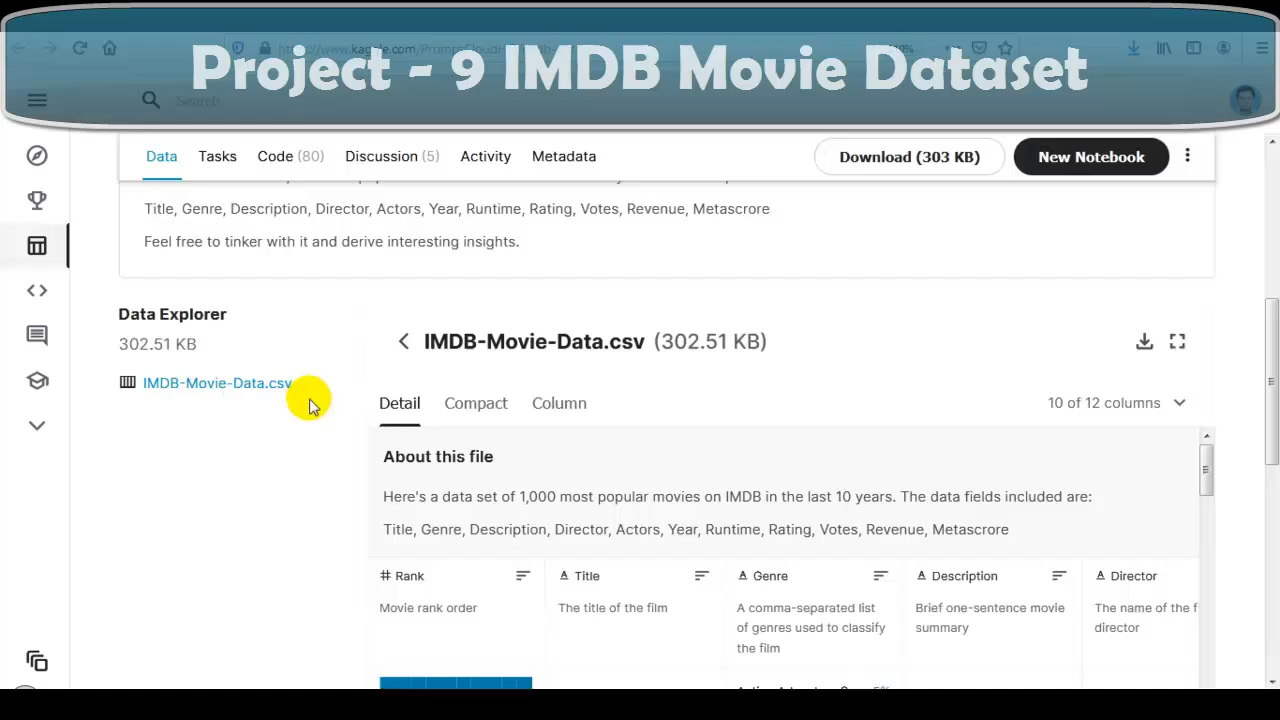 Project - 9 IMDB Movie Dataset
Search
Data Tasks Code (80) Discussion (5) Activity Metadata Download (303 KB) New Notebook
Title, Genre, Description, Director, Actors, Year, Runtime, Rating, Votes, Revenue, Metascrore
Feel free to tinker with it and derive interesting insights.
Data Explorer
302.51 KB
IMDB-Movie-Data.csv
IMDB-Movie-Data.csv (302.51 KB)
Detail Compact Column 10 of 12 columns
About this file
Here's a data set of 1,000 most popular movies on IMDB in the last 10 years. The data fields included are:
Title, Genre, Description, Director, Actors, Year, Runtime, Rating, Votes, Revenue, Metascrore
# Rank A Title A Genre A Description A Director
Movie rank order
The title of the film
A comma-separated list
of genres used to classify
the film
Brief one-sentence movie
summary
The name of the f
director